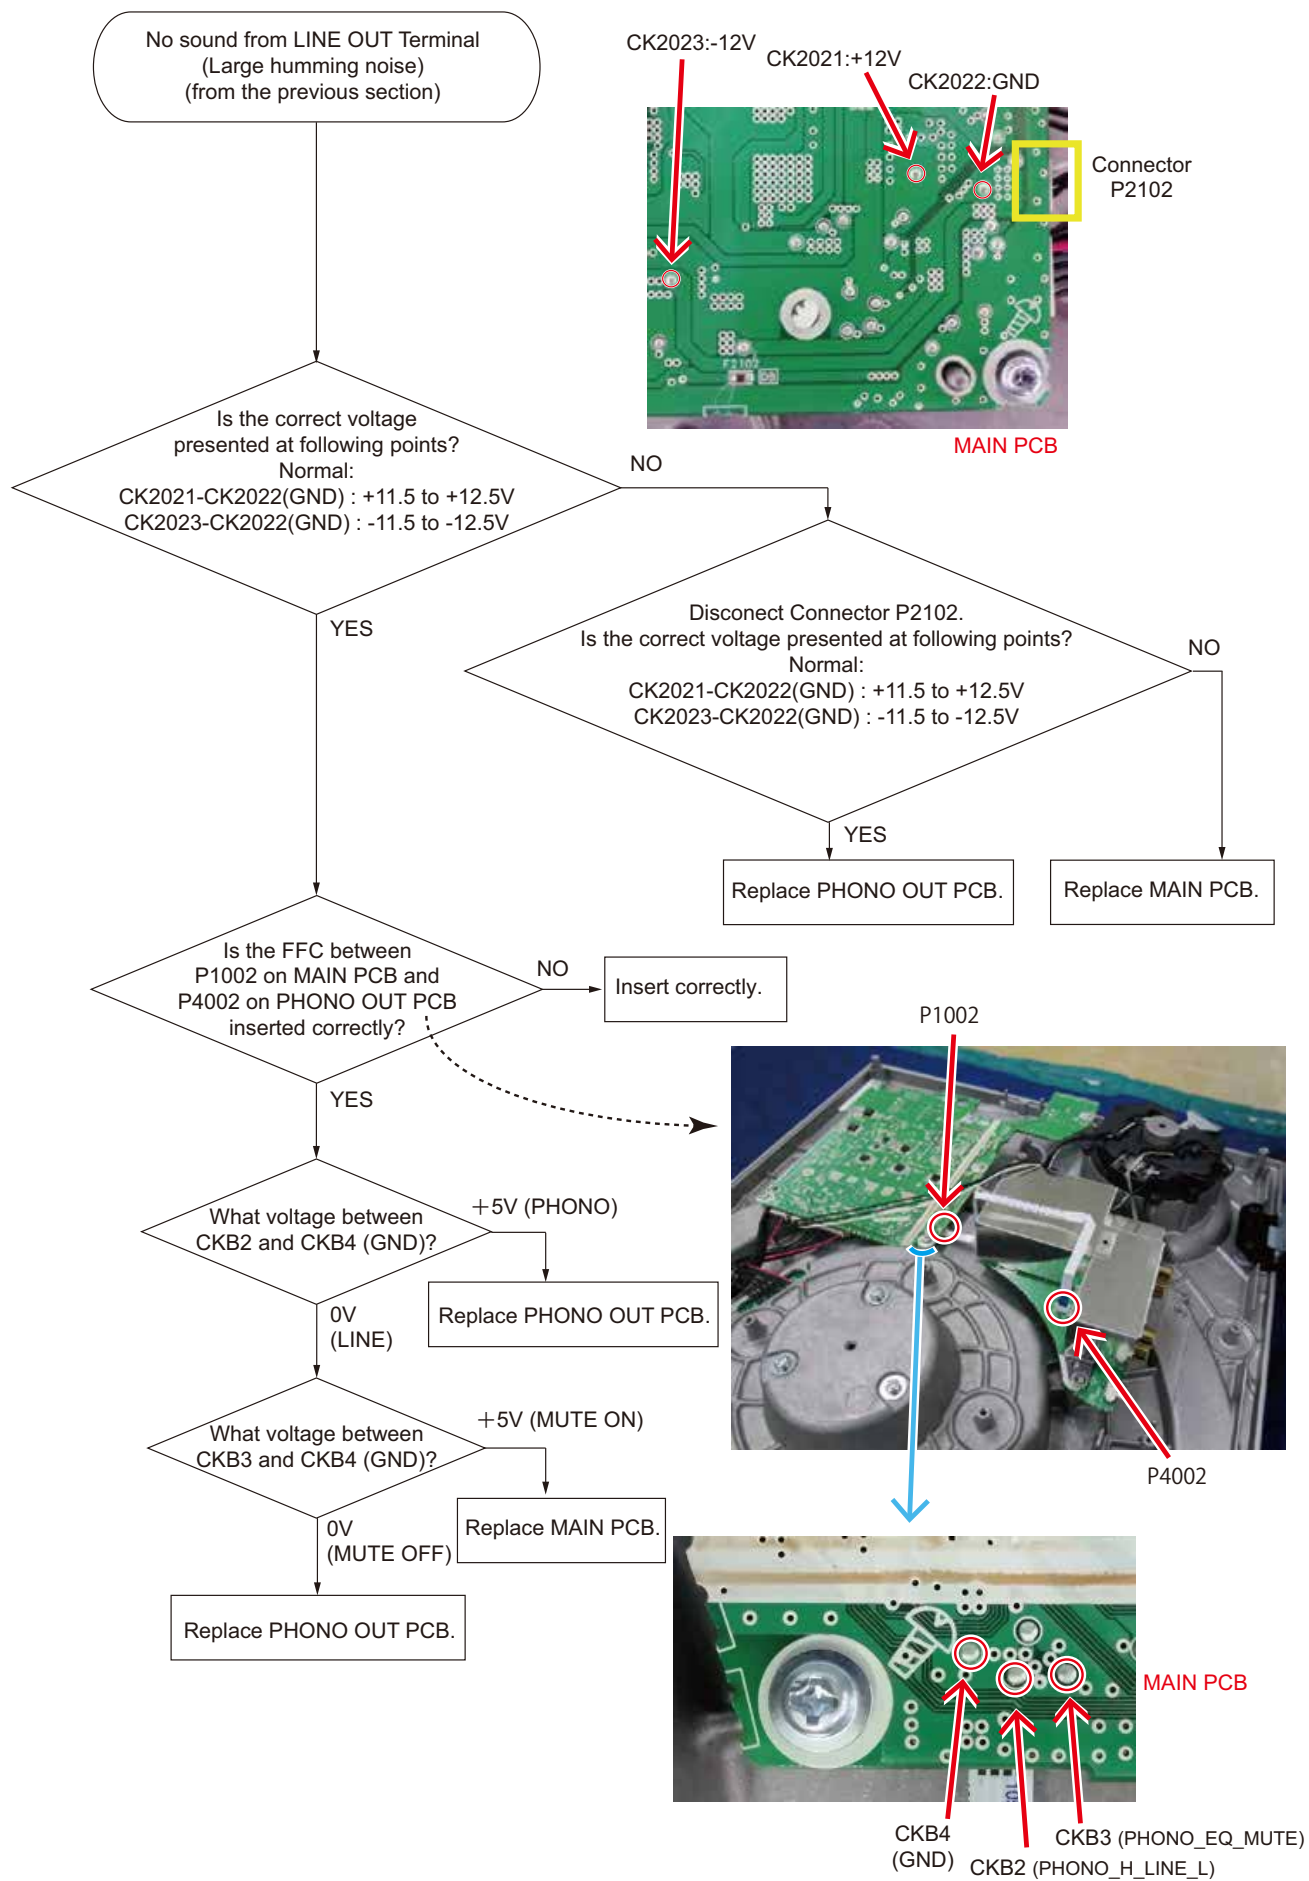 No sound from LINE OUT Terminal
(Large humming noise)
(from the previous section)
CK2023:-12V
CK2021:+12V
CK2022:GND
Connector
P2102
F2102
MAIN PCB
Is the correct voltage
presented at following points?
Normal:
CK2021-CK2022(GND) : +11.5 to +12.5V
CK2023-CK2022(GND) : -11.5 to -12.5V
NO
YES
Disconect Connector P2102.
Is the correct voltage presented at following points?
Normal:
CK2021-CK2022(GND) : +11.5 to +12.5V
CK2023-CK2022(GND) : -11.5 to -12.5V
NO
YES
Replace PHONO OUT PCB.
Replace MAIN PCB.
Is the FFC between
P1002 on MAIN PCB and
P4002 on PHONO OUT PCB
inserted correctly?
NO
Insert correctly.
YES
P1002
What voltage between
CKB2 and CKB4 (GND)?
+5V (PHONO)
Replace PHONO OUT PCB.
0V
(LINE)
What voltage between
CKB3 and CKB4 (GND)?
+5V (MUTE ON)
Replace MAIN PCB.
0V
(MUTE OFF)
Replace PHONO OUT PCB.
P4002
MAIN PCB
CKB4
(GND)
CKB3 (PHONO_EQ_MUTE)
CKB2 (PHONO_H_LINE_L)